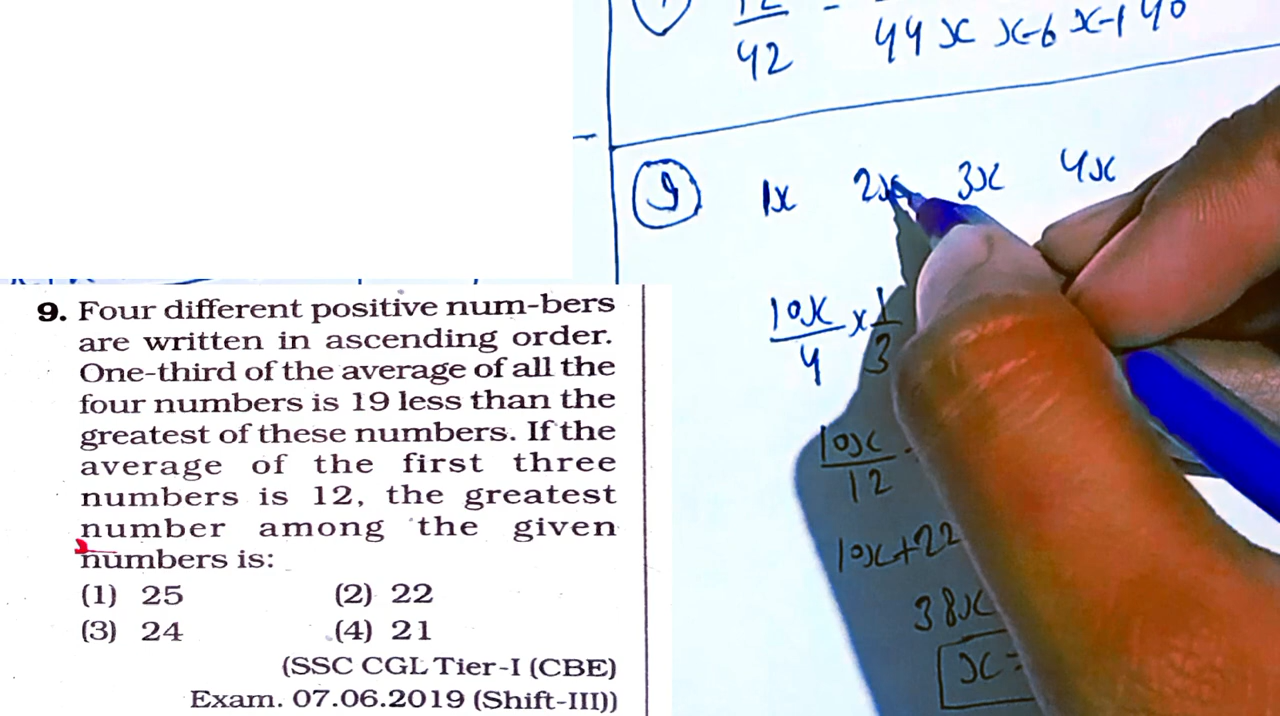 42
44x x-6 x-1 40
9 1x 2x 3x 4x
10x/4 × 1/3
10x/12
10x+22
38x
x=
9. Four different positive num-bers
are written in ascending order.
One-third of the average of all the
four numbers is 19 less than the
greatest of these numbers. If the
average of the first three
numbers is 12, the greatest
number among the given
numbers is:
(1) 25 (2) 22
(3) 24 (4) 21
(SSC CGL Tier-I (CBE)
Exam. 07.06.2019 (Shift-III))